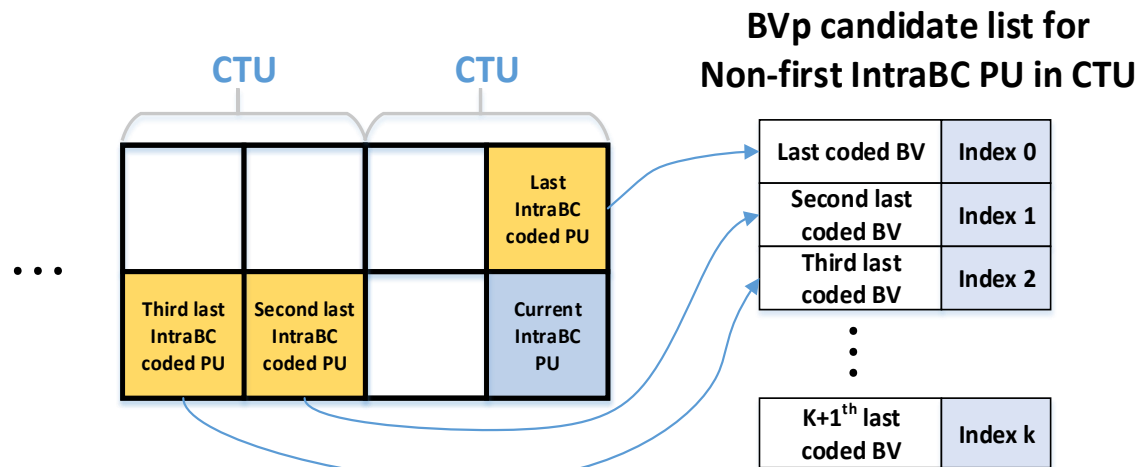 BVp candidate list for
Non-first IntraBC PU in CTU
CTU
CTU
Last
IntraBC
coded PU
Third last
IntraBC
coded PU
Second last
IntraBC
coded PU
Current
IntraBC
PU
...
Last coded BV
Index 0
Second last
coded BV
Index 1
Third last
coded BV
Index 2
K+1th last
coded BV
Index k